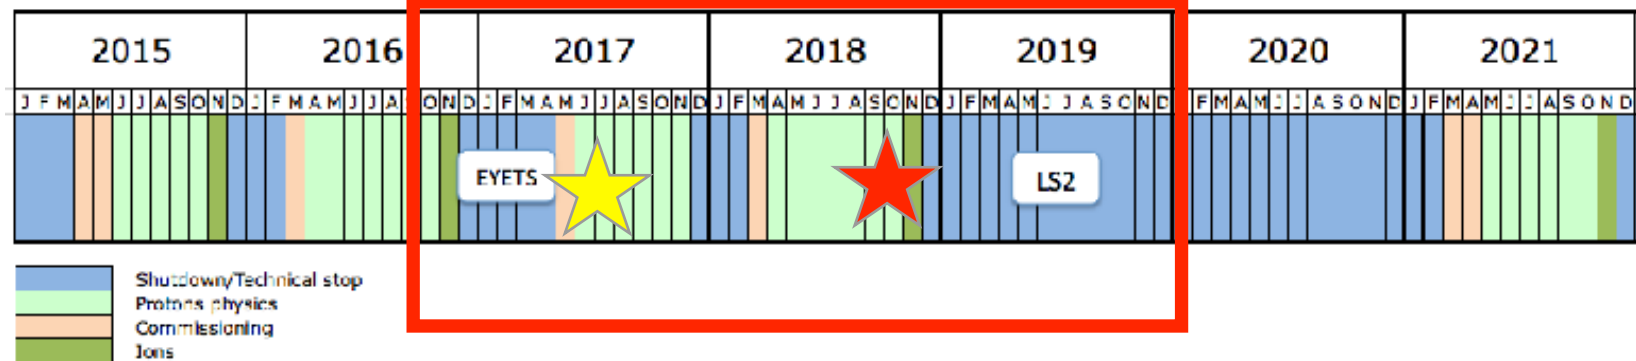 2015 2016 2017 2018 2019 2020 2021
J F M A M J J A S O N D J F M A M J J A O N D J F M A M J J A S O N D J F M A M J J A S O N D J F M A M J J A S O N D F M A M J J A S O N D J F M A M J J A S O N D
EYETS LS2
Shutdown/Technical stop
Protons physics
Commissioning
Ions